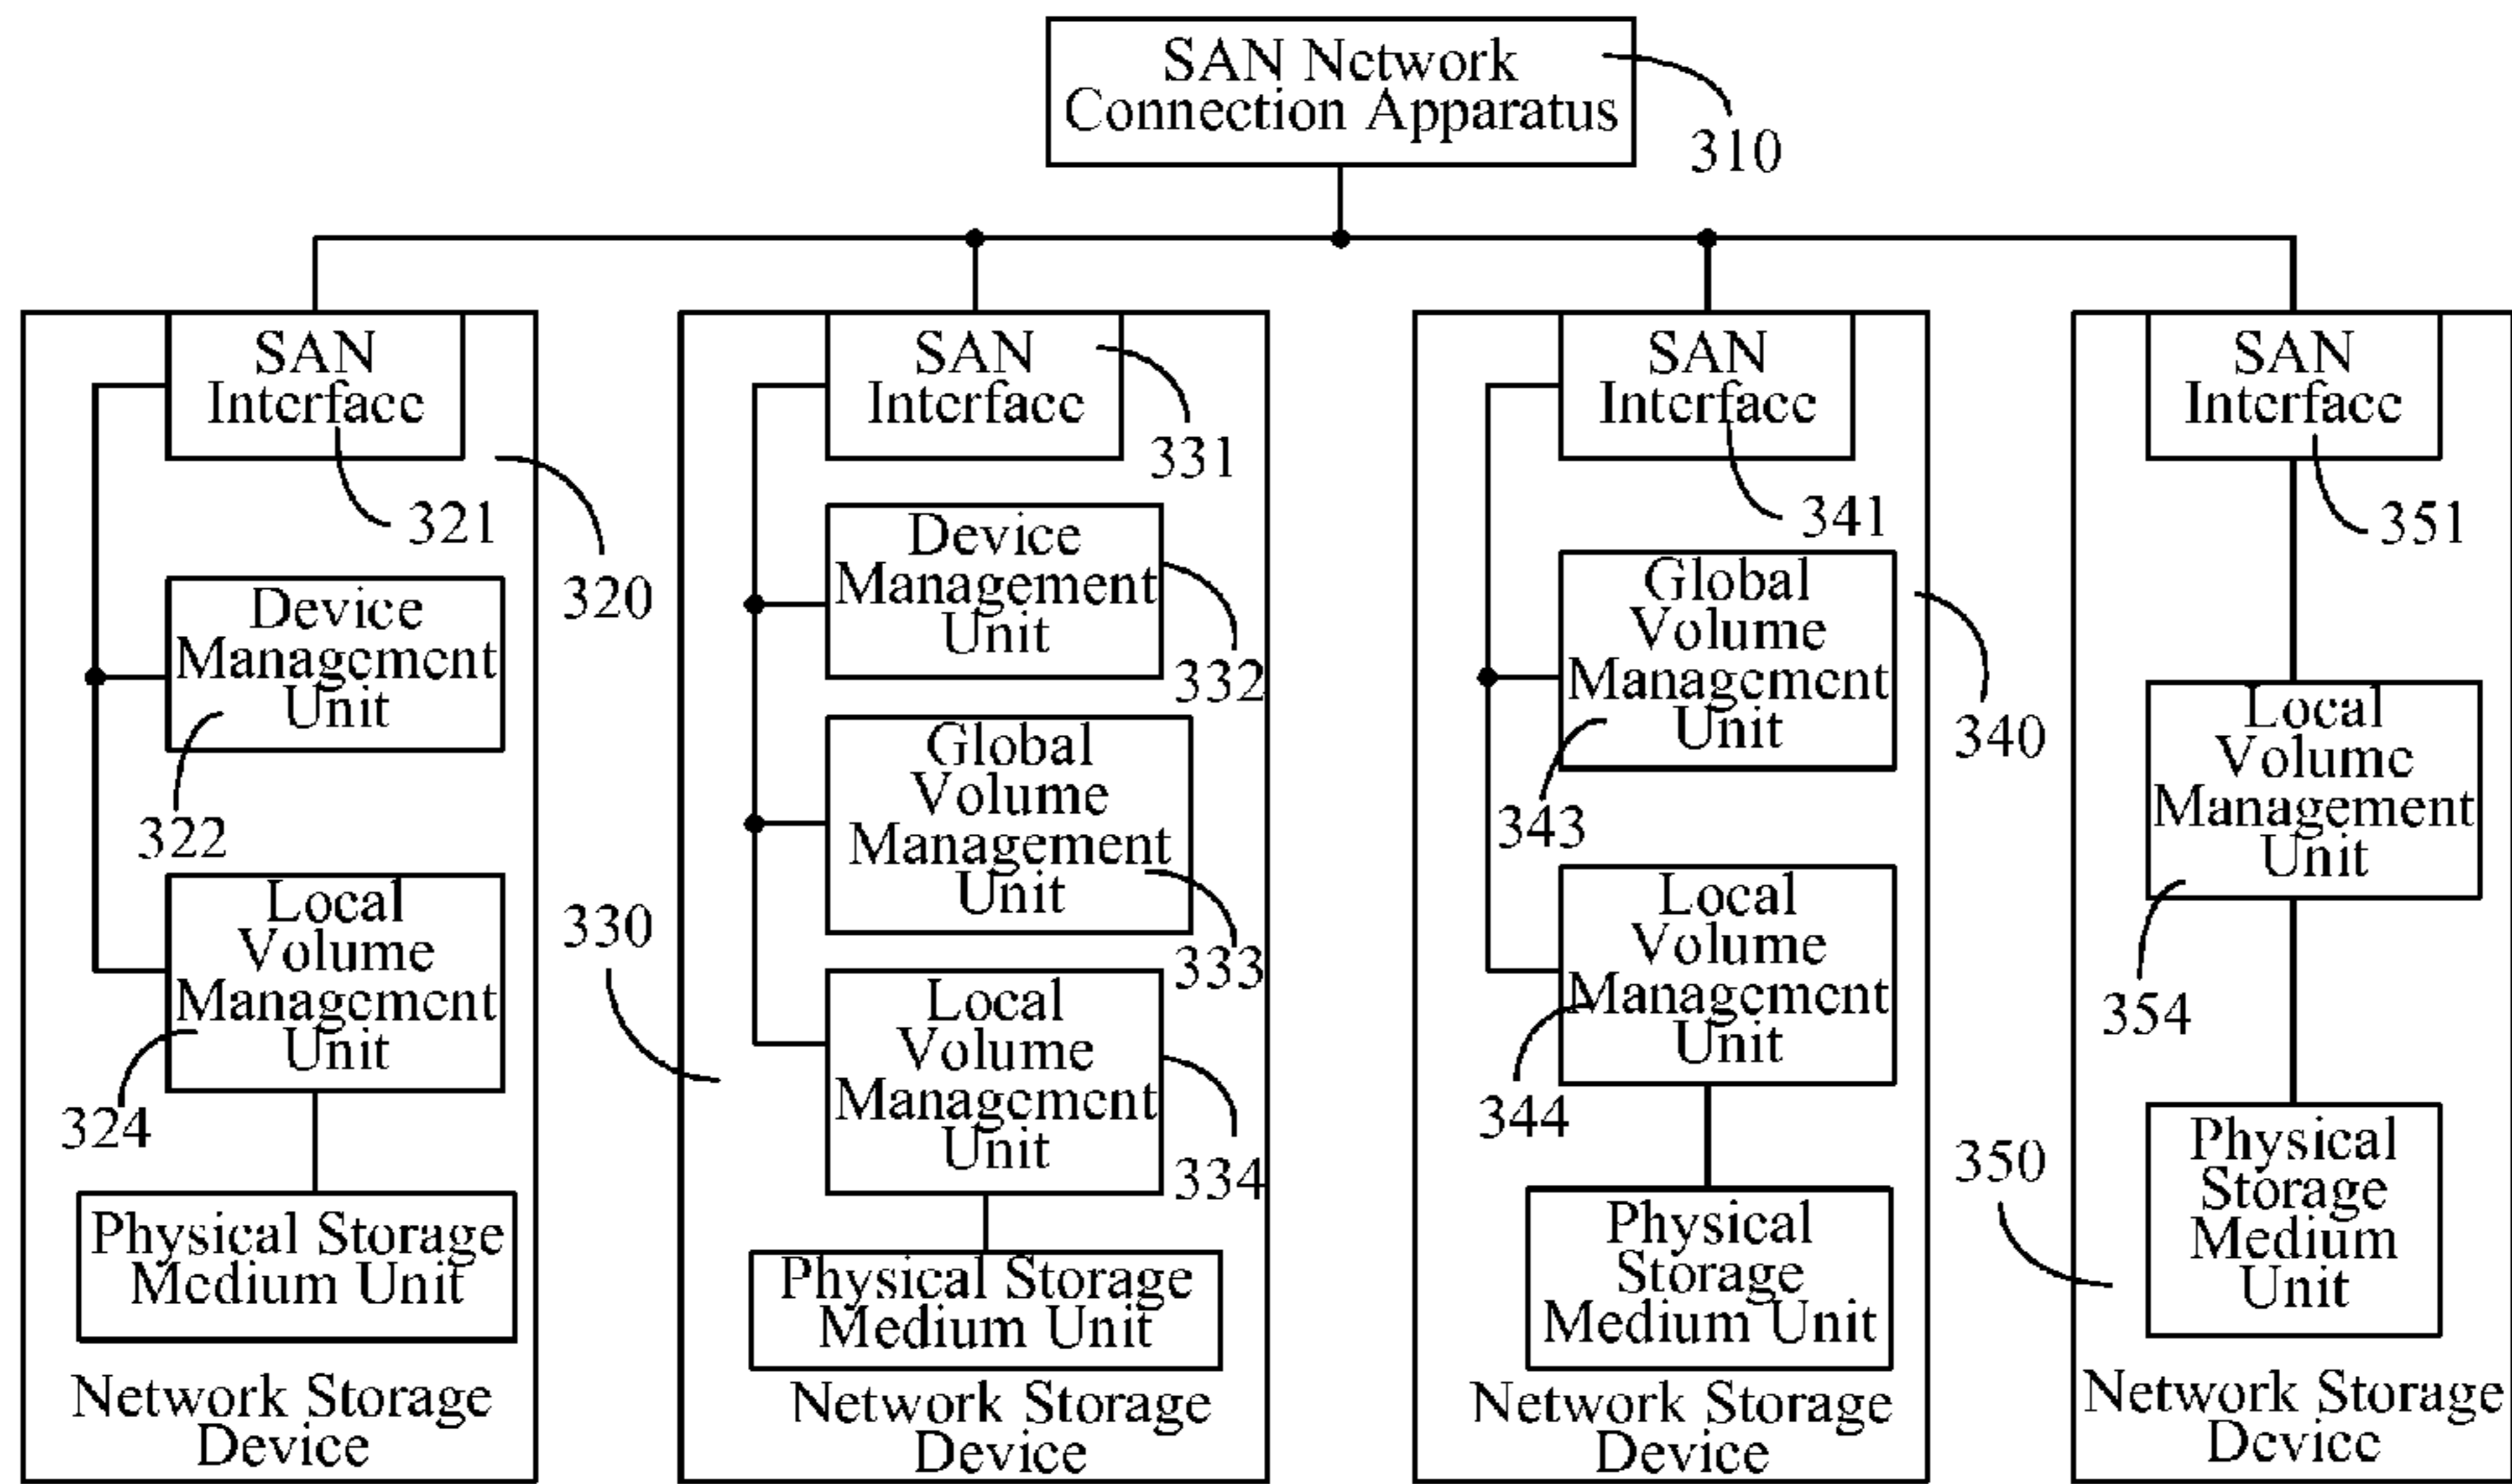 SAN Network
Connection Apparatus
310
SAN
Interface
321
320
Device
Management
Unit
322
Local
Volume
Management
Unit
324
Physical Storage
Medium Unit
Network Storage
Device
SAN
Interface
331
Device
Management
Unit
332
Global
Volume
Management
Unit
333
330
Local
Volume
Management
Unit
334
Physical Storage
Medium Unit
Network Storage
Device
SAN
Interface
341
Global
Volume
Management
Unit
340
343
Local
Volume
Management
Unit
344
Physical
Storage
Medium Unit
Network Storage
Device
SAN
Interface
351
Local
Volume
Management
Unit
354
350
Physical
Storage
Medium
Unit
Network Storage
Device